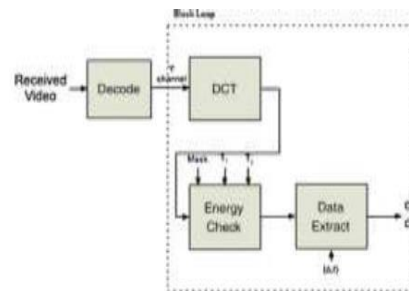 Block Loop
Received
Video
Decode
Y
channel
DCT
Mask
Energy
Check
Data
Extract